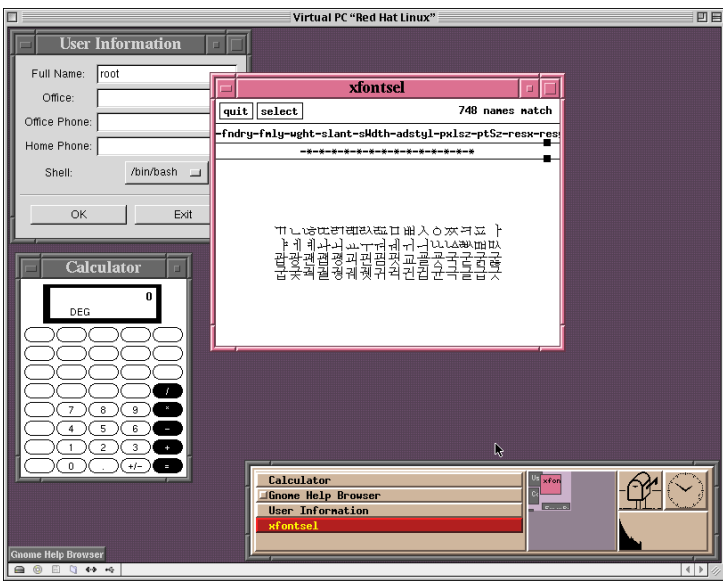 Virtual PC “Red Hat Linux”
User Information
Full Name: root
Office:
Office Phone:
Home Phone:
Shell: /bin/bash
OK Exit
xfontsel
quit select 748 names match
-fndry-fmly-wght-slant-sWdth-adstyl-pxlsz-ptSz-resx-res
-*-*-*-*-*-*-*-*-*-*-*-*-*-*
Calculator
0
DEG
/
7 8 9 *
4 5 6 -
1 2 3 +
0 . +/- =
Calculator
Gnome Help Browser
User Information
xfontsel
xfon
Gnome Help Browser